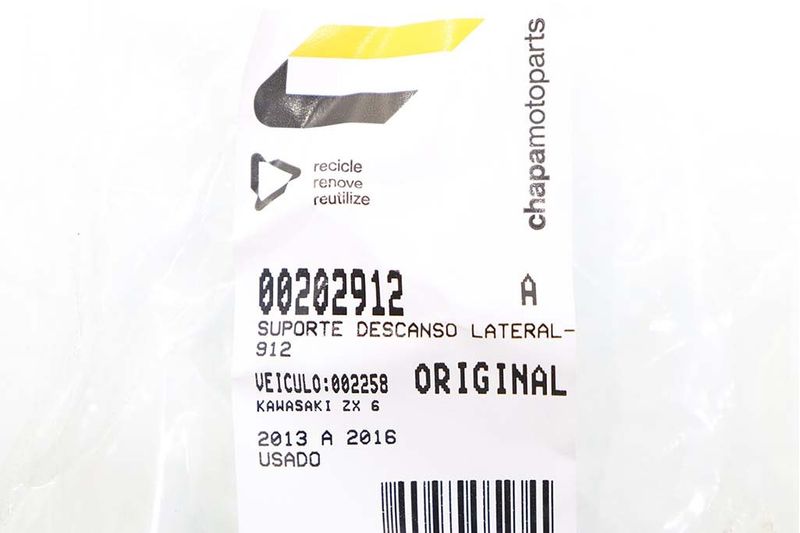 chapamotoparts
recicle
renove
reutilize
00202912 A
SUPORTE DESCANSO LATERAL-
912
VEICULO:002258 ORIGINAL
KAWASAKI ZX 6
2013 A 2016
USADO